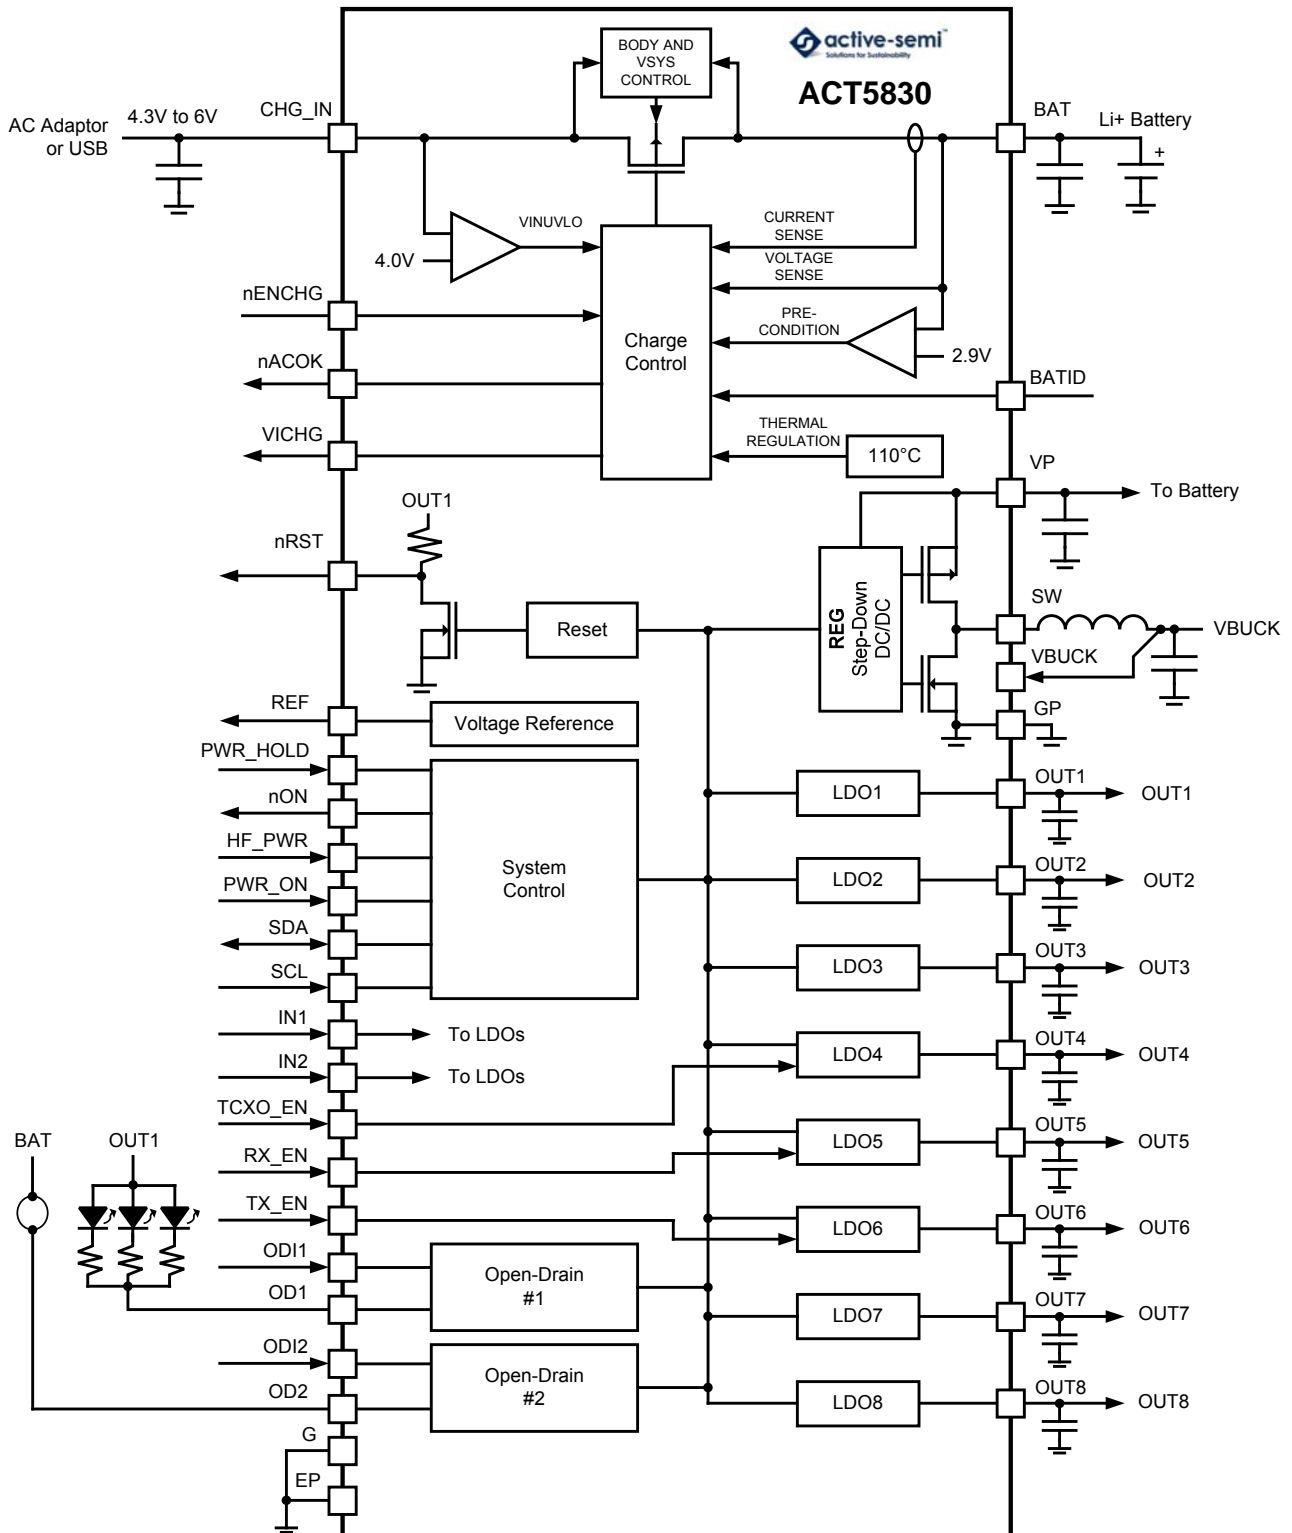 active-semi™
Solutions for Sustainability
ACT5830
BODY AND
VSYS
CONTROL
AC Adaptor
or USB
4.3V to 6V
CHG_IN
BAT
Li+ Battery
+
VINUVLO
4.0V
CURRENT
SENSE
VOLTAGE
SENSE
nENCHG
PRE-
CONDITION
2.9V
Charge
Control
nACOK
BATID
VICHG
THERMAL
REGULATION
110°C
VP
To Battery
OUT1
nRST
Reset
REG
Step-Down
DC/DC
SW
VBUCK
VBUCK
REF
Voltage Reference
GP
PWR_HOLD
nON
HF_PWR
PWR_ON
SDA
SCL
System
Control
LDO1
OUT1
OUT1
LDO2
OUT2
OUT2
LDO3
OUT3
OUT3
IN1
To LDOs
IN2
To LDOs
LDO4
OUT4
OUT4
TCXO_EN
BAT
OUT1
RX_EN
LDO5
OUT5
OUT5
TX_EN
LDO6
OUT6
OUT6
ODI1
OD1
Open-Drain
#1
LDO7
OUT7
OUT7
ODI2
OD2
Open-Drain
#2
LDO8
OUT8
OUT8
G
EP